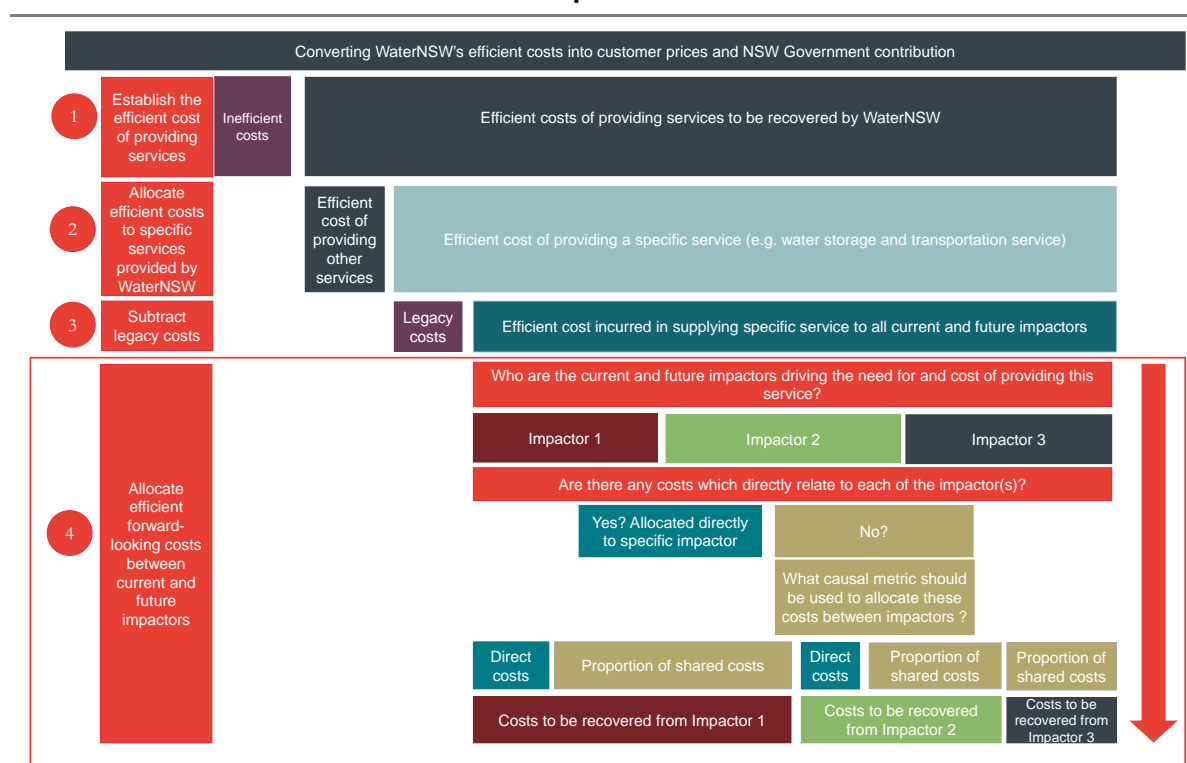 Converting WaterNSW's efficient costs into customer prices and NSW Government contribution
1
Establish the
efficient cost
of providing
services
Inefficient
costs
Efficient costs of providing services to be recovered by WaterNSW
2
Allocate
efficient costs
to specific
services
provided by
WaterNSW
Efficient
cost of
providing
other
services
Efficient cost of providing a specific service (e.g. water storage and transportation service)
3
Subtract
legacy costs
Legacy
costs
Efficient cost incurred in supplying specific service to all current and future impactors
4
Allocate
efficient
forward-
looking costs
between
current and
future
impactors
Who are the current and future impactors driving the need for and cost of providing this
service?
Impactor 1
Impactor 2
Impactor 3
Are there any costs which directly relate to each of the impactor(s)?
Yes? Allocated directly
to specific impactor
No?
What causal metric should
be used to allocate these
costs between impactors ?
Direct
costs
Proportion of shared costs
Direct
costs
Proportion of
shared costs
Proportion of
shared costs
Costs to be recovered from Impactor 1
Costs to be recovered
from Impactor 2
Costs to be
recovered from
Impactor 3